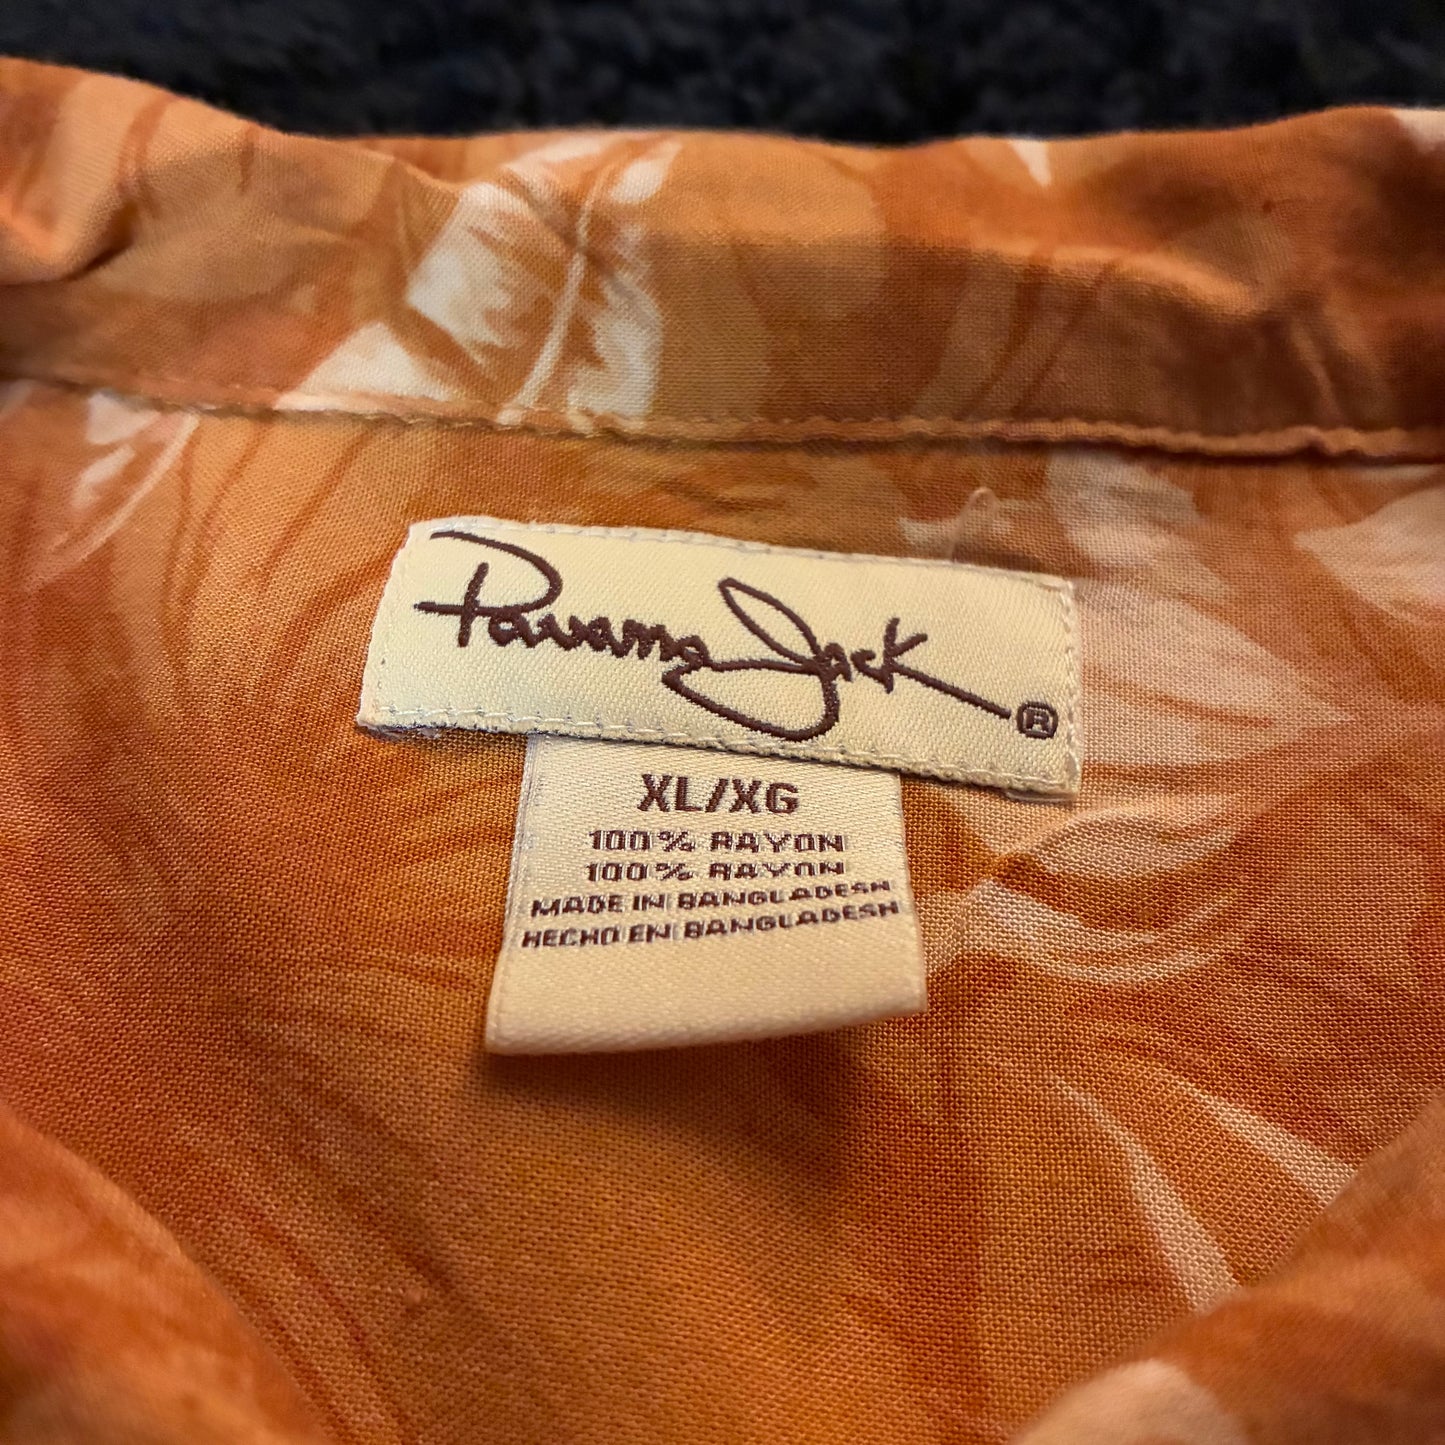 Panama Jack ®
XL/XG
100% RAYON
100% RAYON
MADE IN BANGLADESH
HECHO EN BANGLADESH